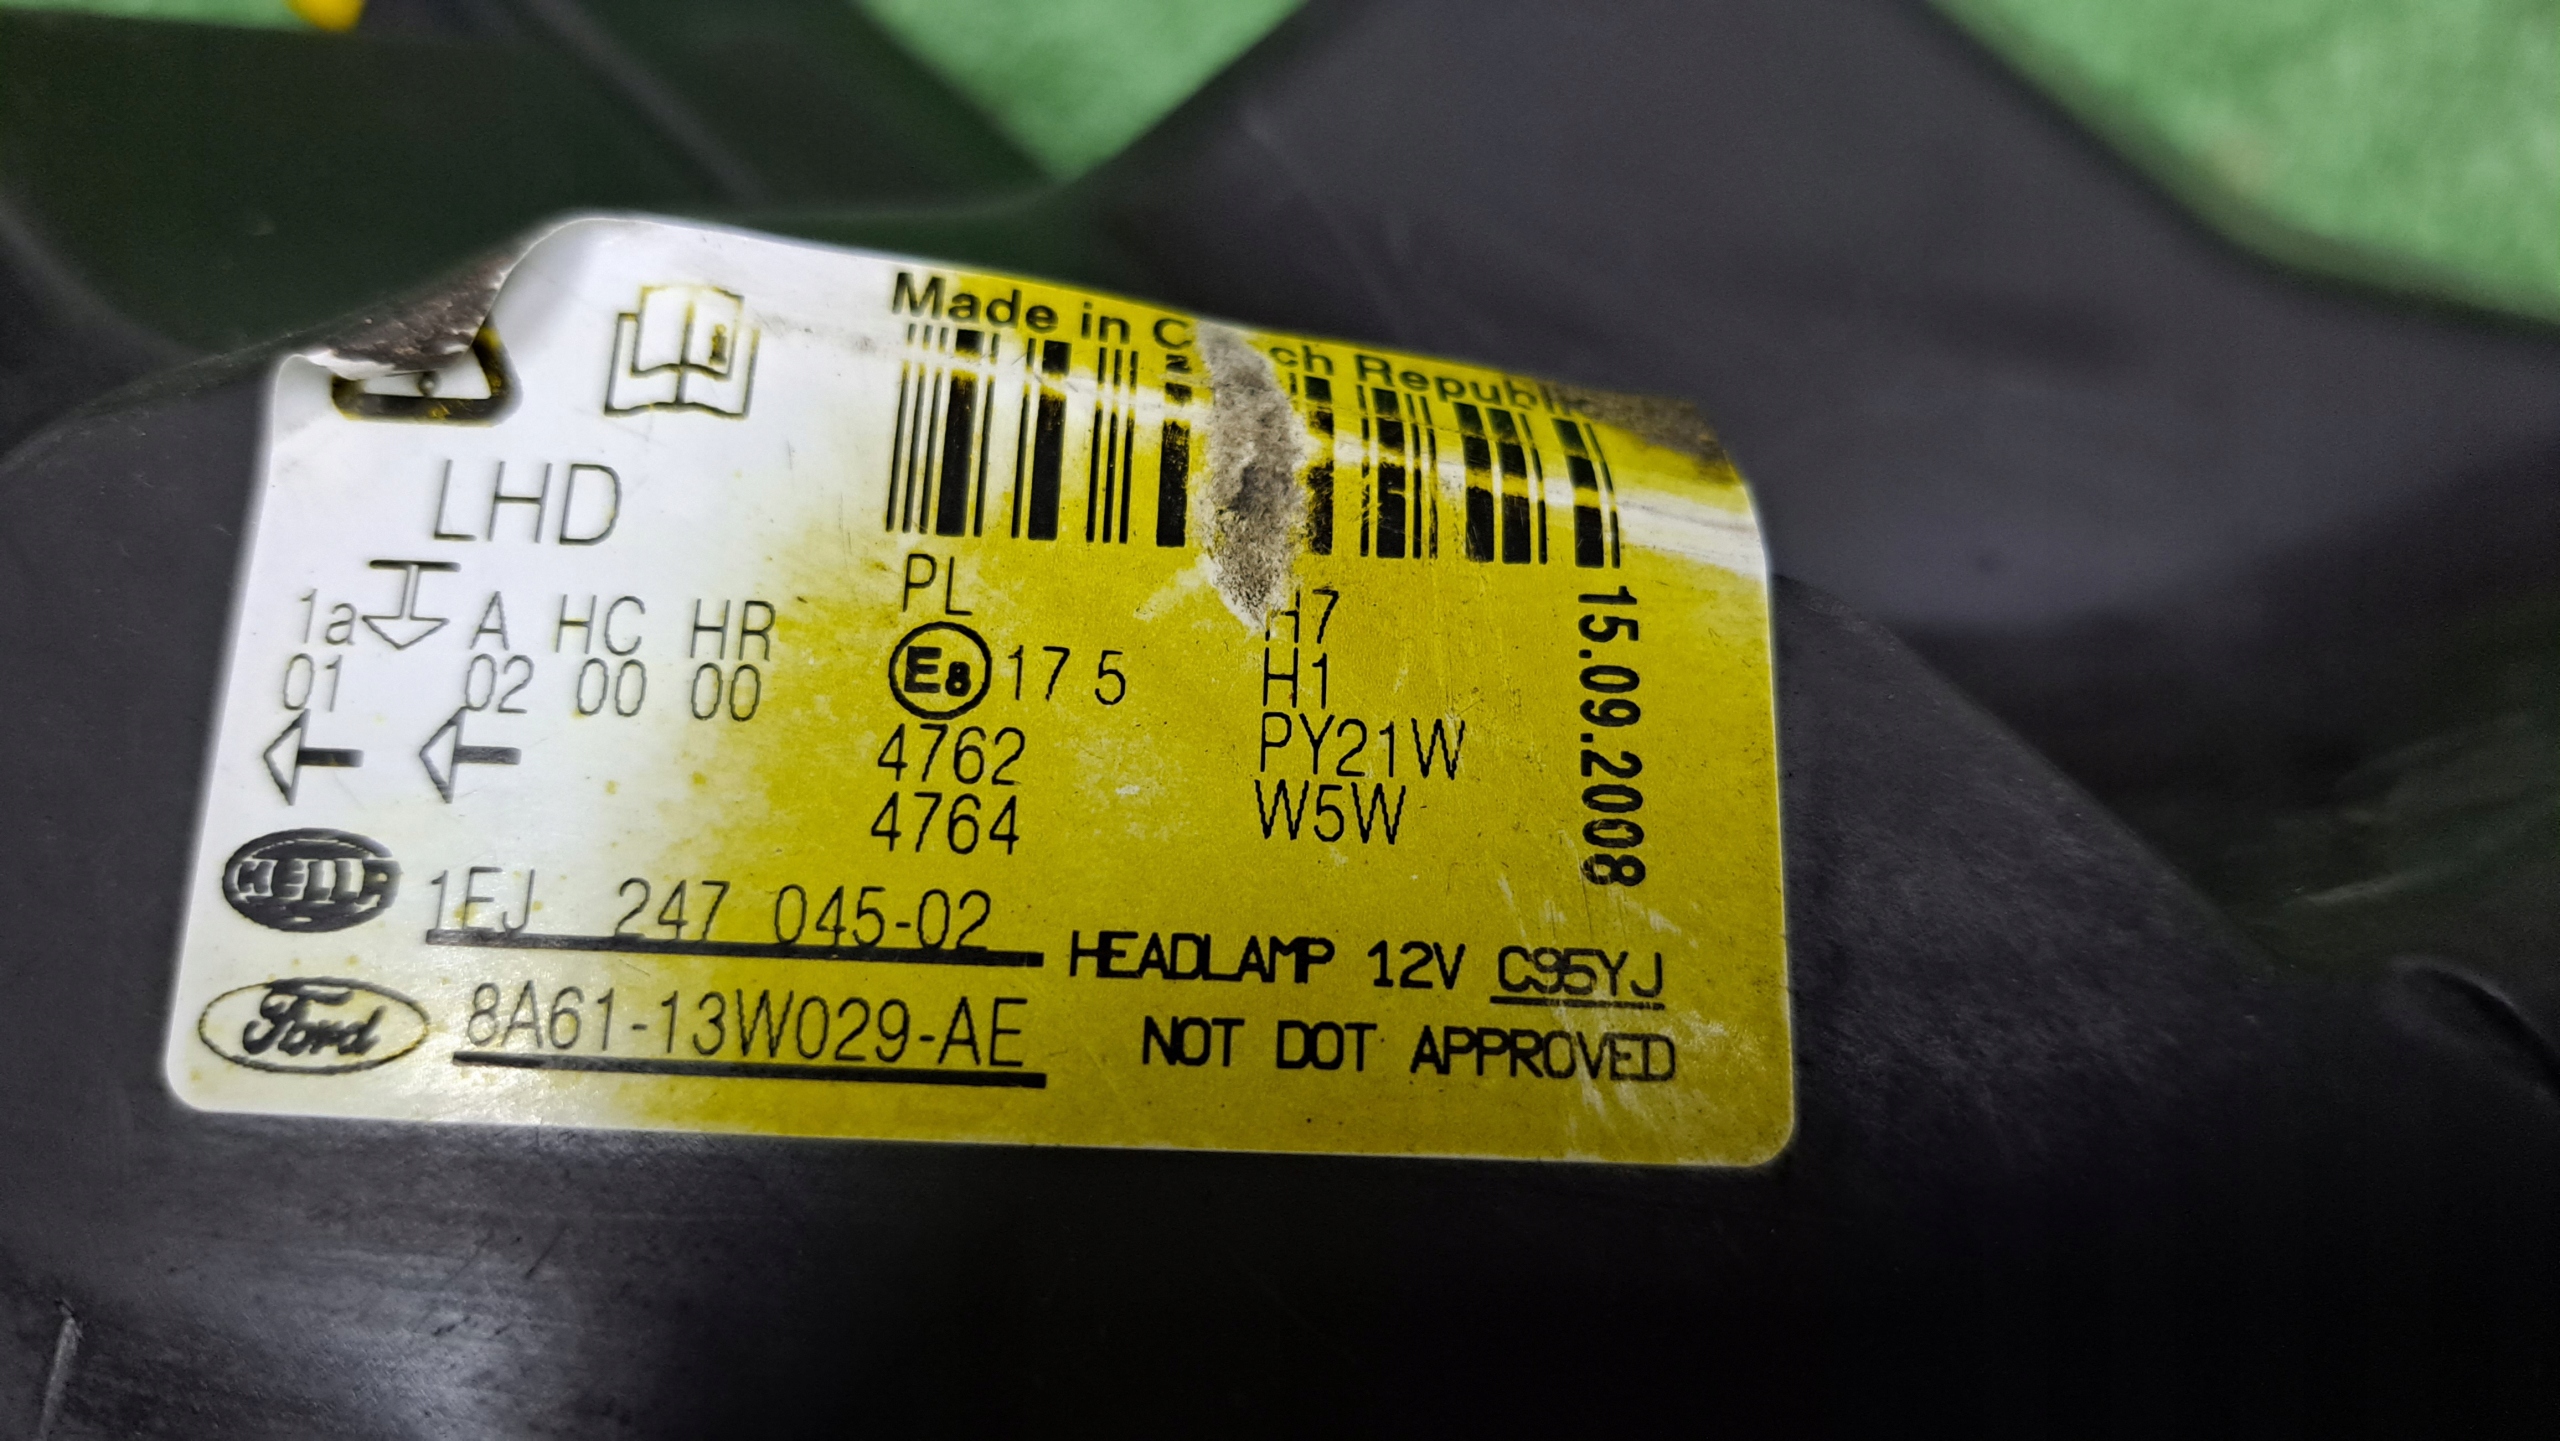 Made in C ch Republic
LHD
1a A HC HR PL H7
01 02 00 00 E8 17 5 H1
4762 PY21W
4764 W5W
15.09.2008
HELLA 1EJ 247 045-02
HEADLAMP 12V C95YJ
Ford 8A61-13W029-AE
NOT DOT APPROVED